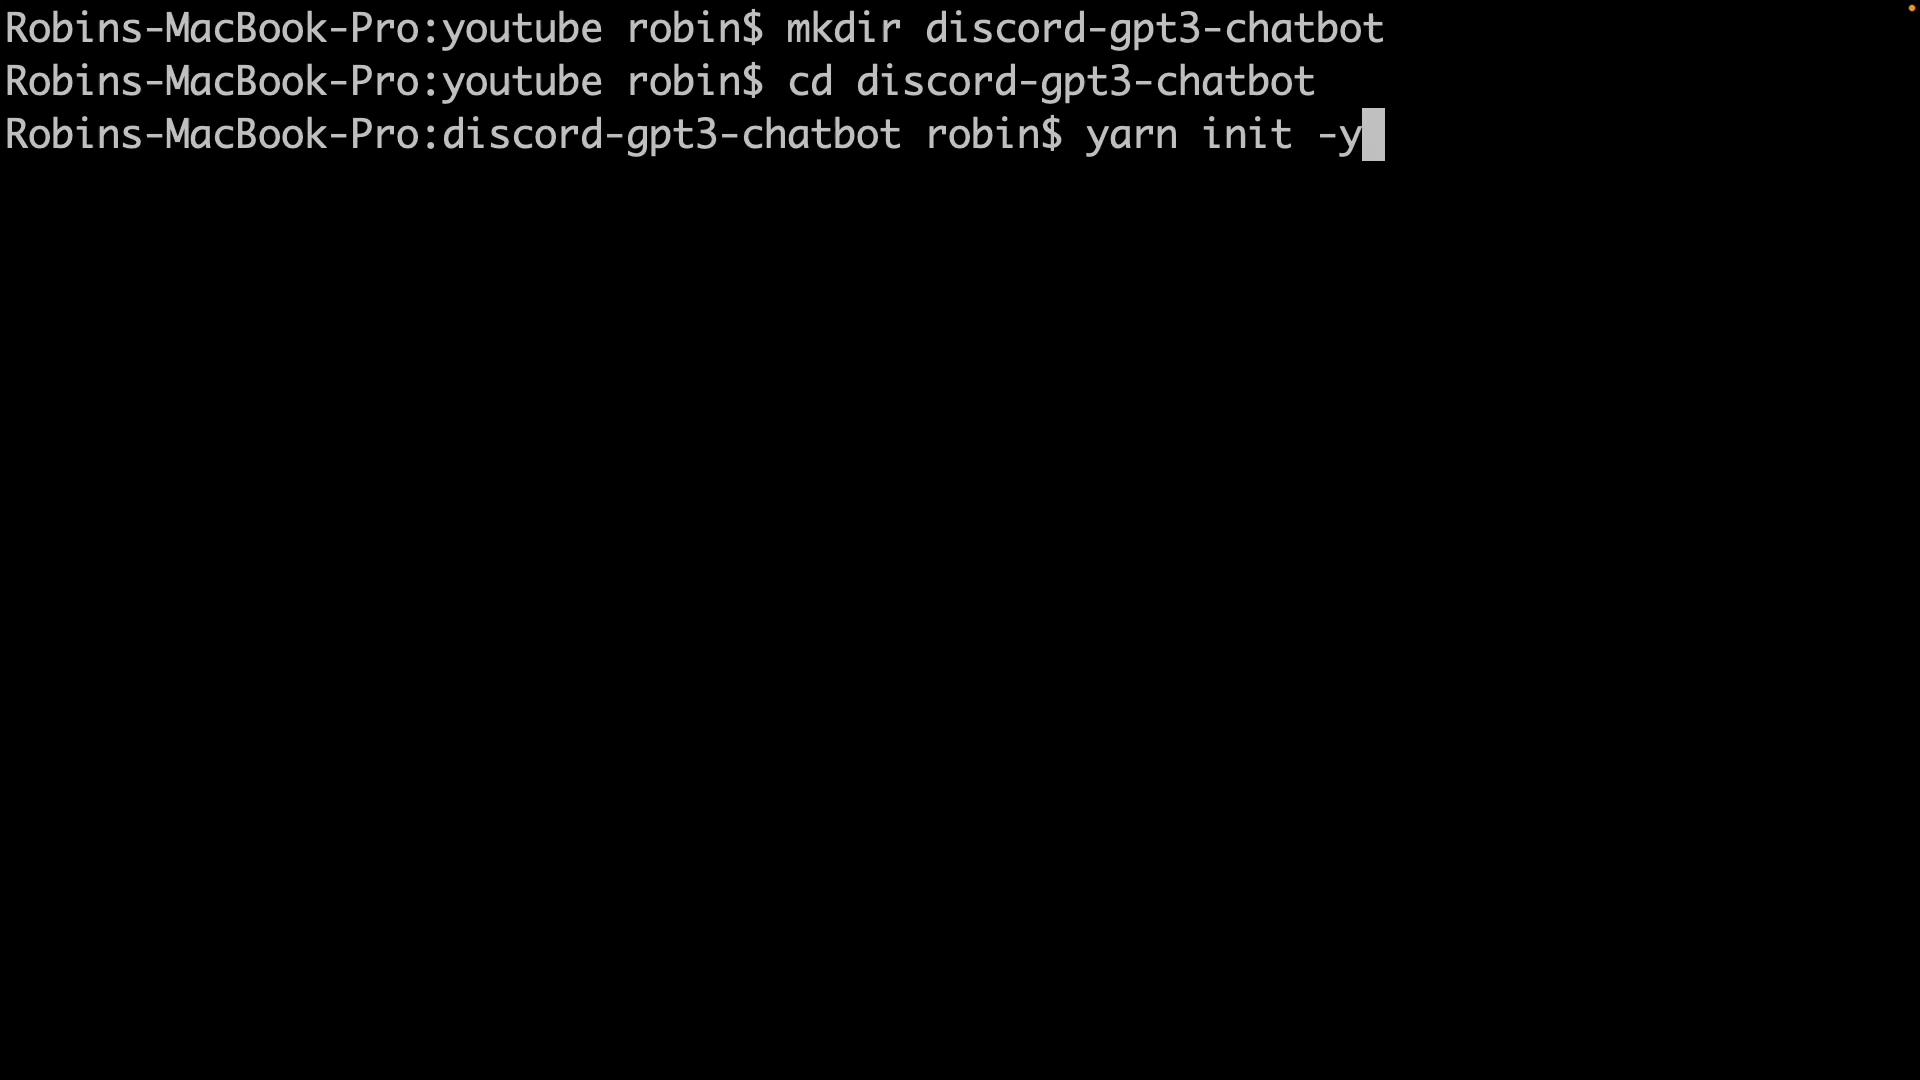 Robins-MacBook-Pro:youtube robin$ mkdir discord-gpt3-chatbot
Robins-MacBook-Pro:youtube robin$ cd discord-gpt3-chatbot
Robins-MacBook-Pro:discord-gpt3-chatbot robin$ yarn init -y